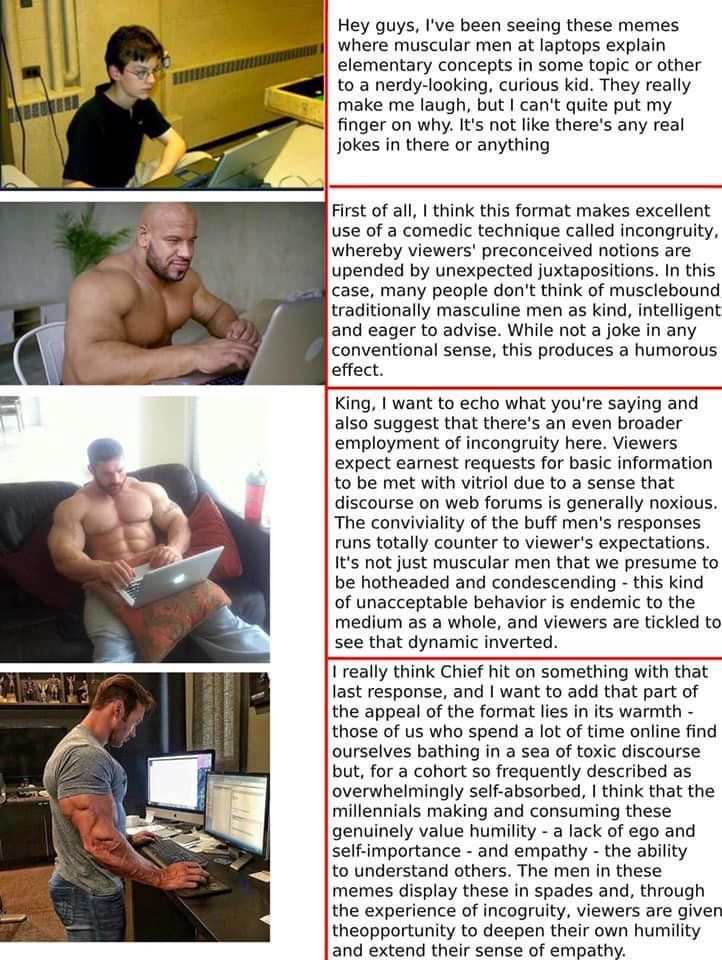 Hey guys, I've been seeing these memes
where muscular men at laptops explain
elementary concepts in some topic or other
to a nerdy-looking, curious kid. They really
make me laugh, but I can't quite put my
finger on why. It's not like there's any real
jokes in there or anything
First of all, I think this format makes excellent
use of a comedic technique called incongruity,
whereby viewers' preconceived notions are
upended by unexpected juxtapositions. In this
case, many people don't think of musclebound,
traditionally masculine men as kind, intelligent
and eager to advise. While not a joke in any
conventional sense, this produces a humorous
effect.
King, I want to echo what you're saying and
also suggest that there's an even broader
employment of incongruity here. Viewers
expect earnest requests for basic information
to be met with vitriol due to a sense that
discourse on web forums is generally noxious.
The conviviality of the buff men's responses
runs totally counter to viewer's expectations.
It's not just muscular men that we presume to
be hotheaded and condescending - this kind
of unacceptable behavior is endemic to the
medium as a whole, and viewers are tickled to
see that dynamic inverted.
I really think Chief hit on something with that
last response, and I want to add that part of
the appeal of the format lies in its warmth -
those of us who spend a lot of time online find
ourselves bathing in a sea of toxic discourse
but, for a cohort so frequently described as
overwhelmingly self-absorbed, I think that the
millennials making and consuming these
genuinely value humility - a lack of ego and
self-importance - and empathy - the ability
to understand others. The men in these
memes display these in spades and, through
the experience of incogruity, viewers are given
theopportunity to deepen their own humility
and extend their sense of empathy.